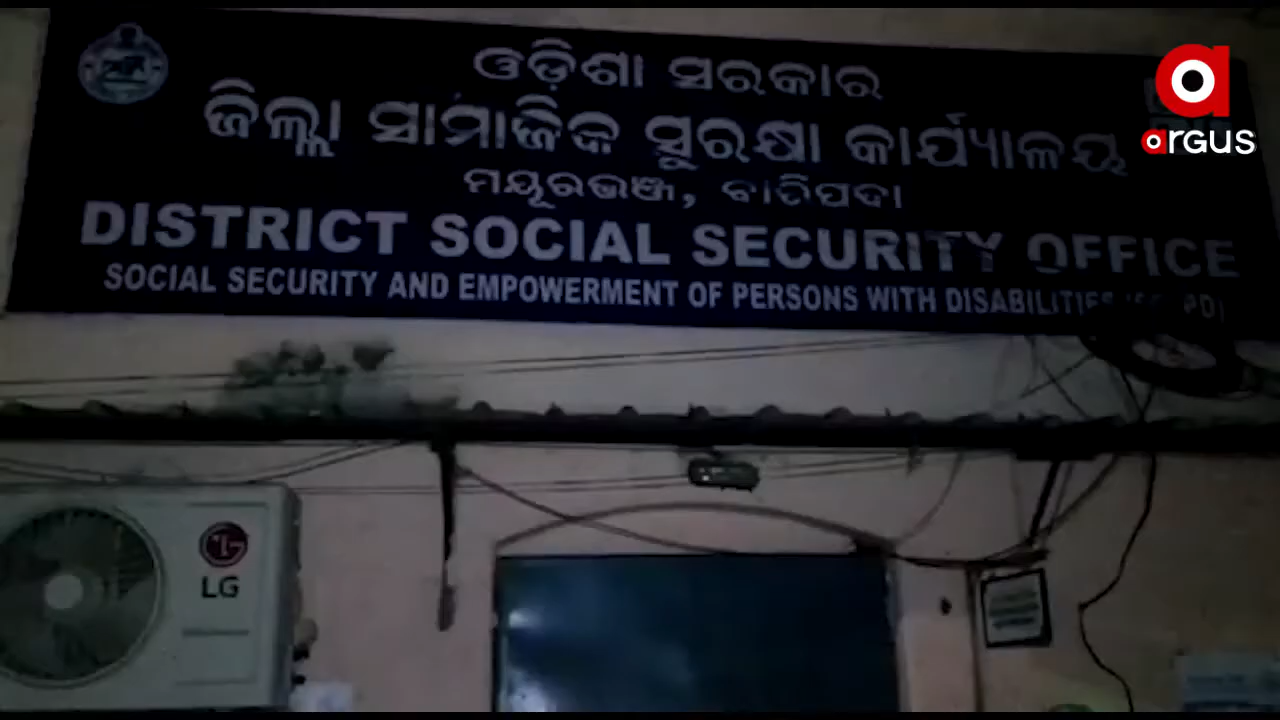 ଓଡ଼ିଶା ସରକାର
ଜିଲ୍ଲା ସାମାଜିକ ସୁରକ୍ଷା କାର୍ଯ୍ୟାଳୟ
ମୟୂରଭଞ୍ଜ, ବାରିପଦା
DISTRICT SOCIAL SECURITY OFFICE
SOCIAL SECURITY AND EMPOWERMENT OF PERSONS WITH DISABILITIES
argus
LG